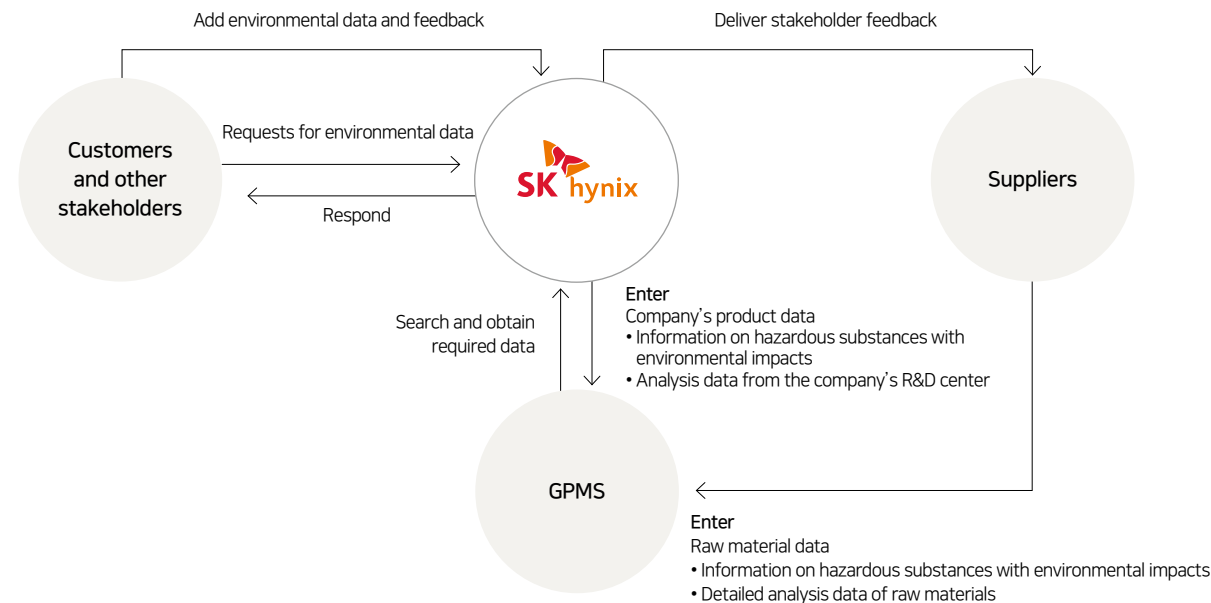 Add environmental data and feedback
Deliver stakeholder feedback
Customers
and other
stakeholders
Requests for environmental data
Respond
SK hynix
Suppliers
Search and obtain
required data
Enter
Company's product data
• Information on hazardous substances with
environmental impacts
• Analysis data from the company's R&D center
GPMS
Enter
Raw material data
• Information on hazardous substances with environmental impacts
• Detailed analysis data of raw materials